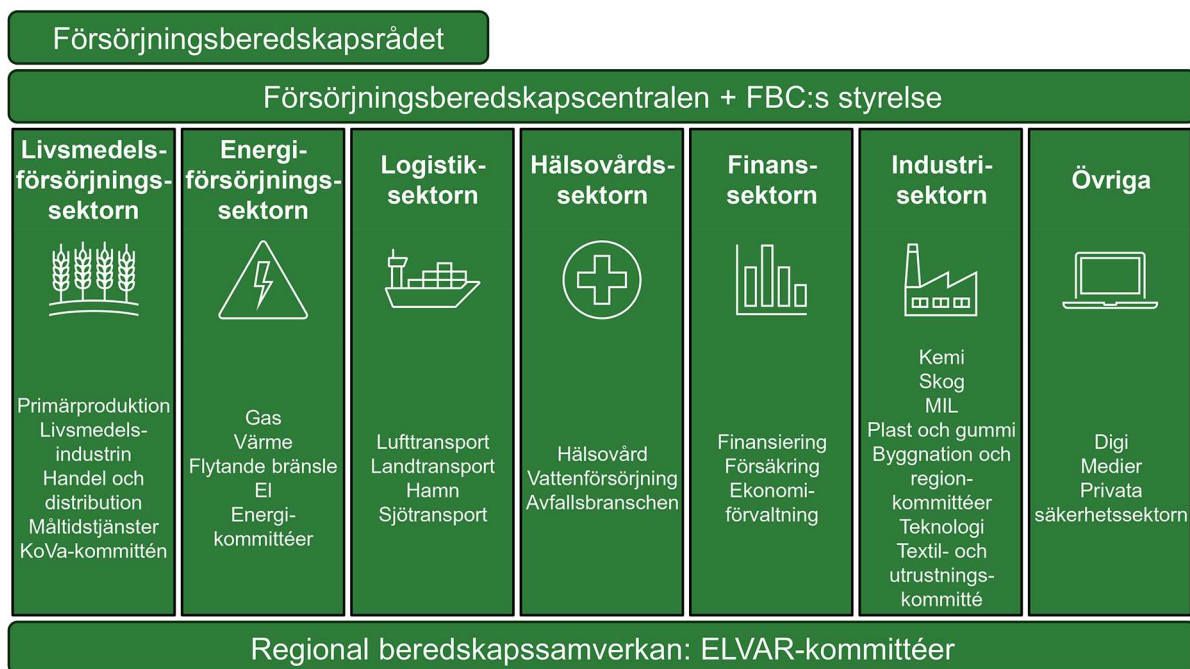 Försörjningsberedskapsrådet
Försörjningsberedskapscentralen + FBC:s styrelse
Livsmedels-
försörjnings-
sektorn
Primärproduktion
Livsmedels-
industrin
Handel och
distribution
Måltidstjänster
KoVa-kommittén
Energi-
försörjnings-
sektorn
Gas
Värme
Flytande bränsle
El
Energi-
kommittéer
Logistik-
sektorn
Lufttransport
Landtransport
Hamn
Sjötransport
Hälsovårds-
sektorn
Hälsovård
Vattenförsörjning
Avfallsbranschen
Finans-
sektorn
Finansiering
Försäkring
Ekonomi-
förvaltning
Industri-
sektorn
Kemi
Skog
MIL
Plast och gummi
Byggnation och
region-
kommittéer
Teknologi
Textil- och
utrustnings-
kommitté
Övriga
Digi
Medier
Privata
säkerhetssektorn
Regional beredskapssamverkan: ELVAR-kommittéer